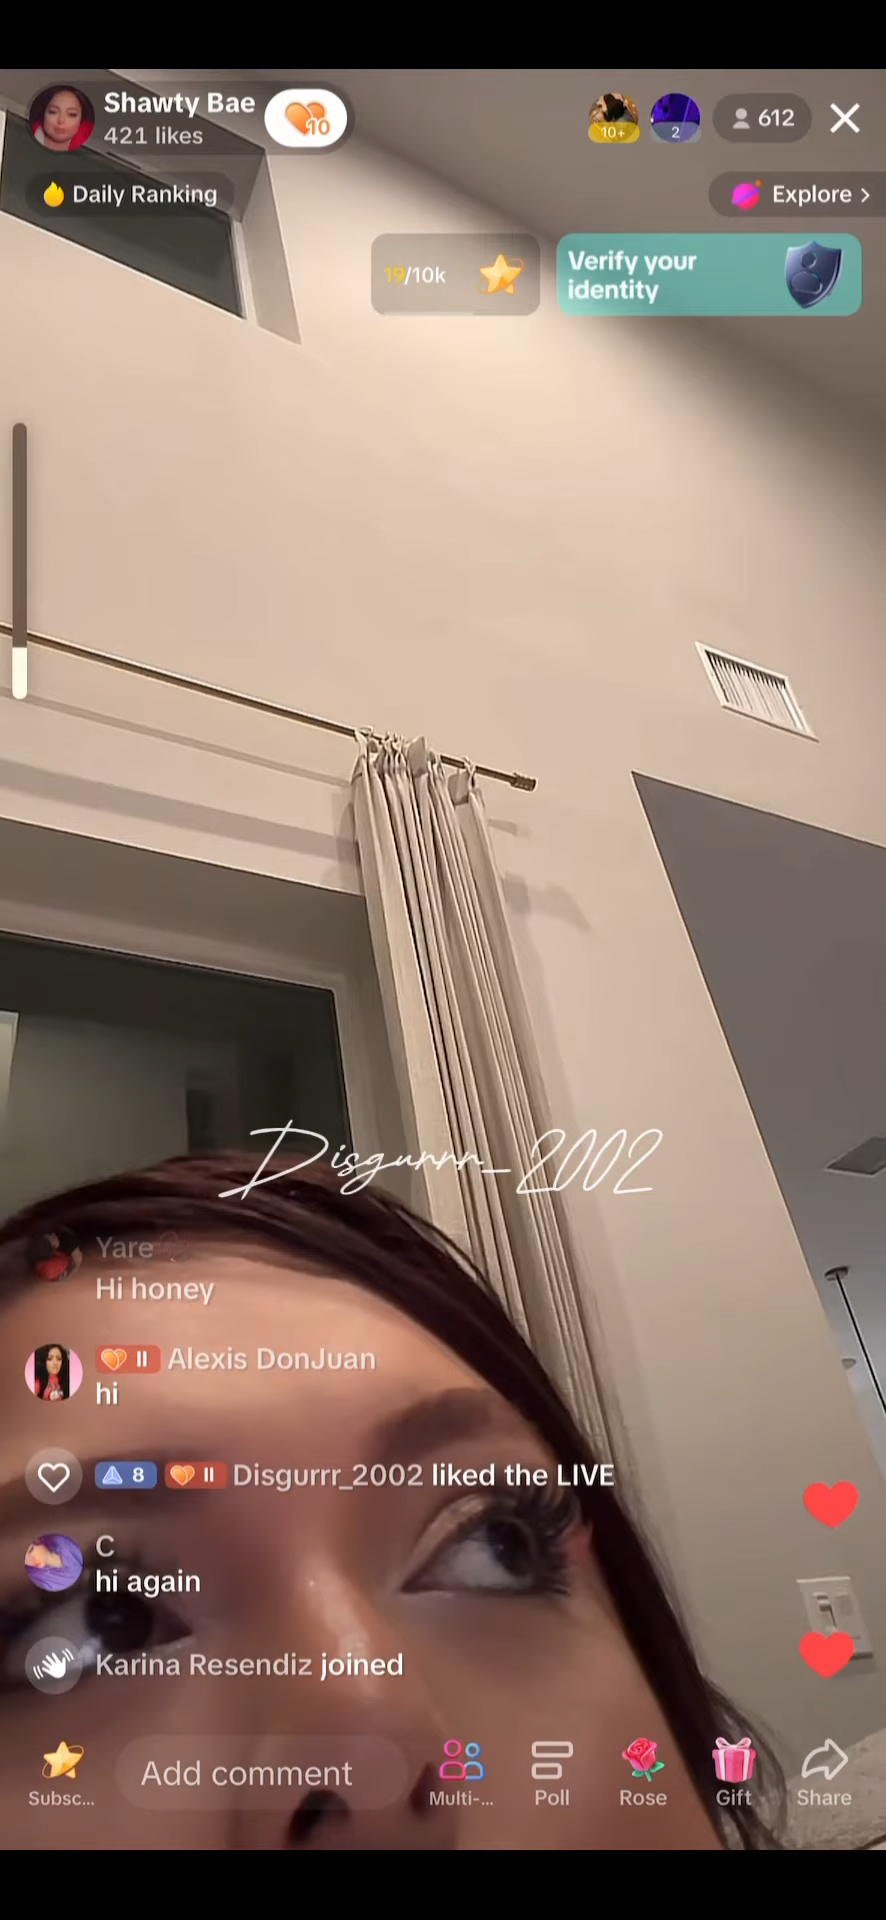 Shawty Bae
421 likes
10
10+
2
612
Daily Ranking
Explore >
19/10k
Verify your
identity
Disgurrr_2002
Yare
Hi honey
II Alexis DonJuan
hi
8 II Disgurrr_2002 liked the LIVE
C
hi again
Karina Resendiz joined
Subsc...
Add comment
Multi-...
Poll
Rose
Gift
Share